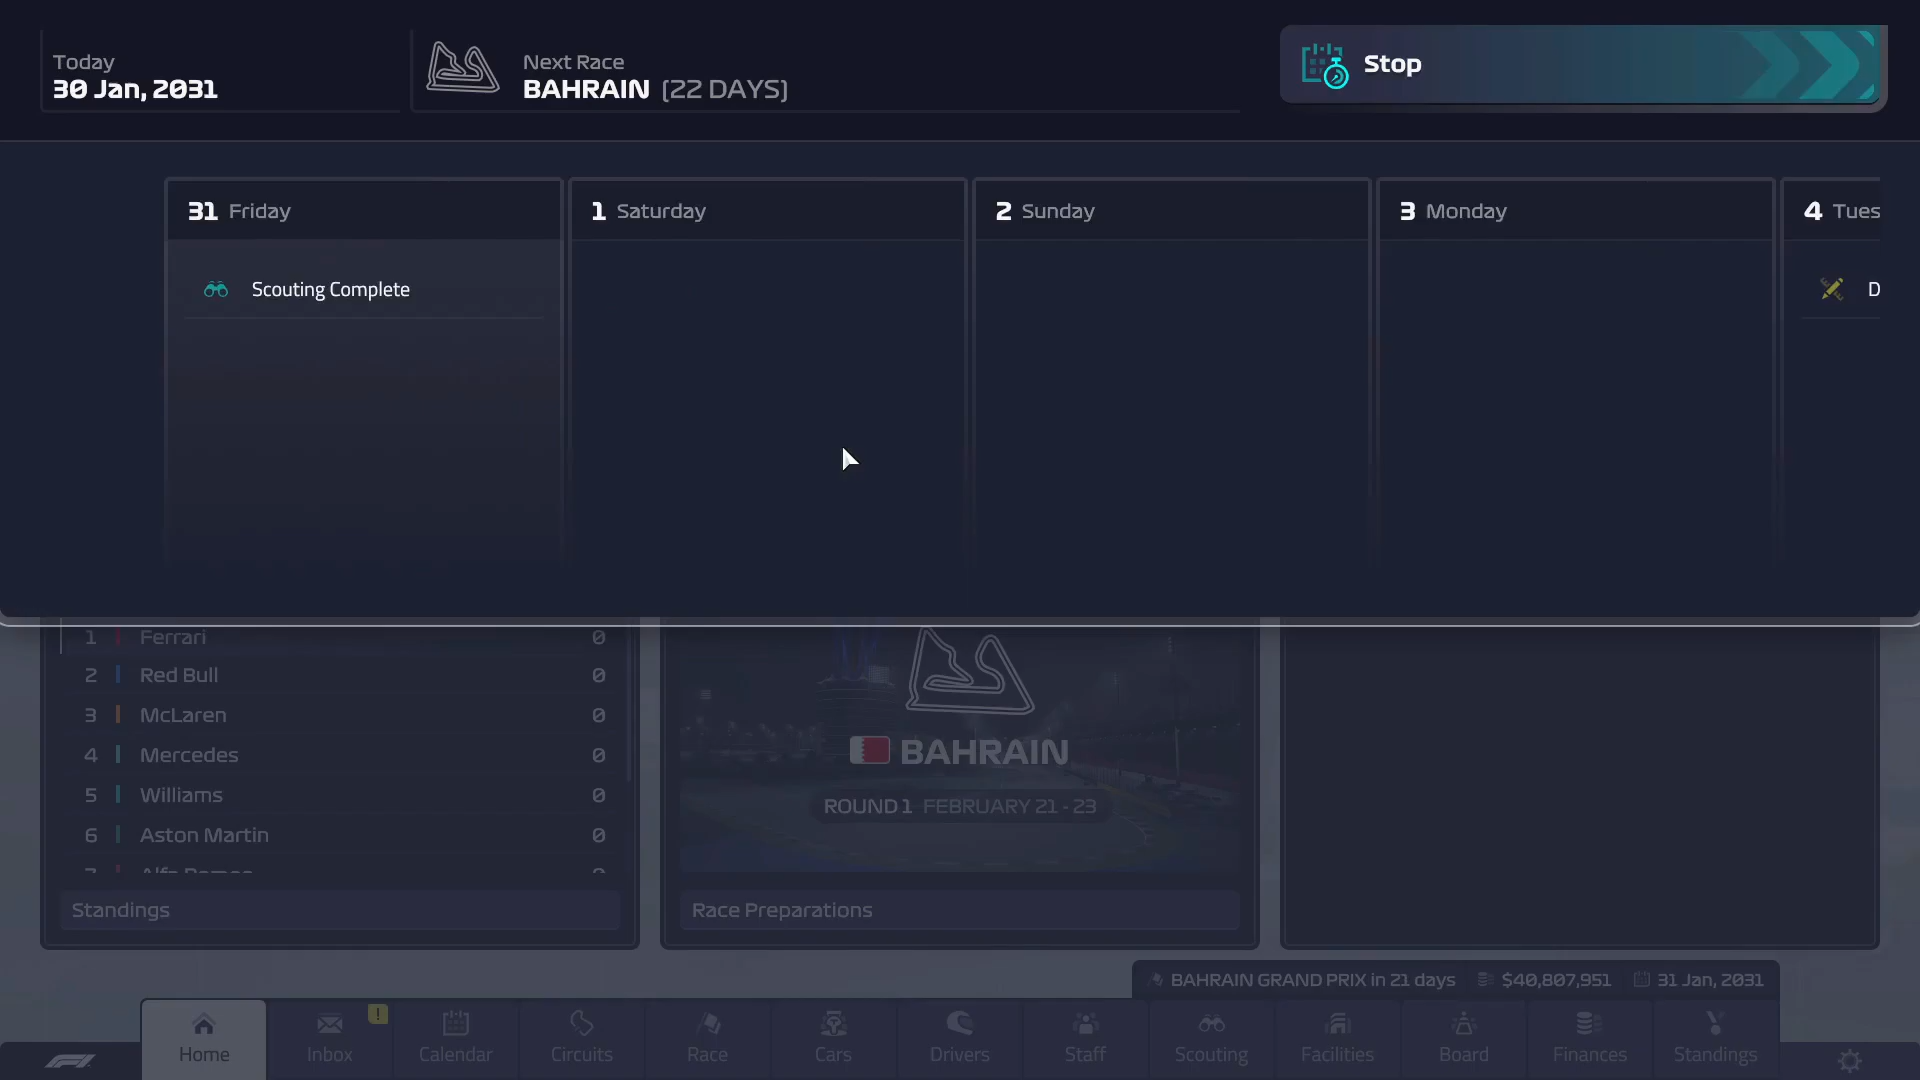 Today
30 Jan, 2031
Next Race
BAHRAIN (22 DAYS)
Stop
31 Friday
1 Saturday
2 Sunday
3 Monday
4 Tues
Scouting Complete
D
1 Ferrari 0
2 Red Bull 0
3 McLaren 0
4 Mercedes 0
5 Williams 0
6 Aston Martin 0
7 Alfa Romeo 0
Standings
BAHRAIN
ROUND 1 FEBRUARY 21 - 23
Race Preparations
BAHRAIN GRAND PRIX in 21 days $40,807,951 31 Jan, 2031
Home
Inbox
!
Calendar
Circuits
Race
Cars
Drivers
Staff
Scouting
Facilities
Board
Finances
Standings